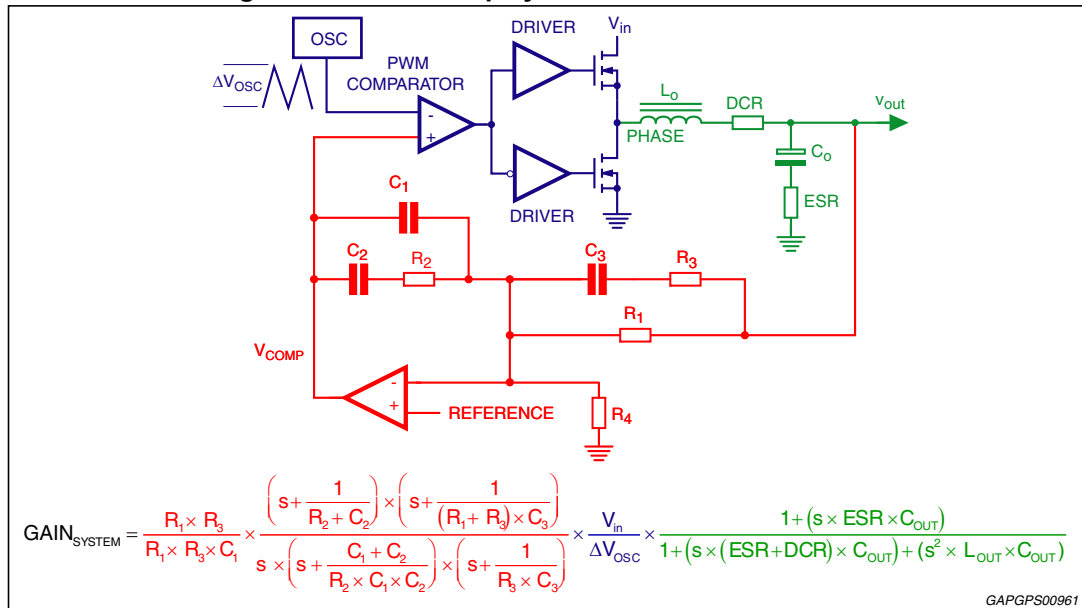 OSC
ΔV_OSC
PWM
COMPARATOR
-
+
DRIVER
V_in
L_o
PHASE
DCR
v_out
C_o
ESR
DRIVER
C_1
C_2
R_2
C_3
R_3
R_1
V_COMP
-
+
REFERENCE
R_4
GAIN_SYSTEM = (R_1 × R_3)/(R_1 × R_3 × C_1) × ((s + 1/(R_2 + C_2)) × (s + 1/((R_1 + R_3) × C_3)))/(s × (s + (C_1 + C_2)/(R_2 × C_1 × C_2)) × (s + 1/(R_3 × C_3))) × V_in/ΔV_OSC × (1 + (s × ESR × C_OUT))/(1 + (s × (ESR + DCR) × C_OUT) + (s^2 × L_OUT × C_OUT))
GAPGPS00961